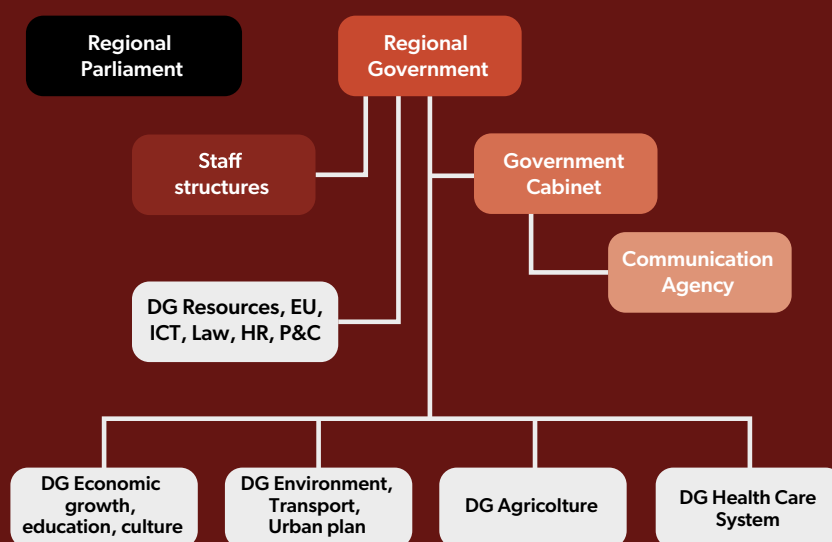 Regional
Parliament
Regional
Government
Staff
structures
Government
Cabinet
Communication
Agency
DG Resources, EU,
ICT, Law, HR, P&C
DG Economic
growth,
education, culture
DG Environment,
Transport,
Urban plan
DG Agricolture
DG Health Care
System